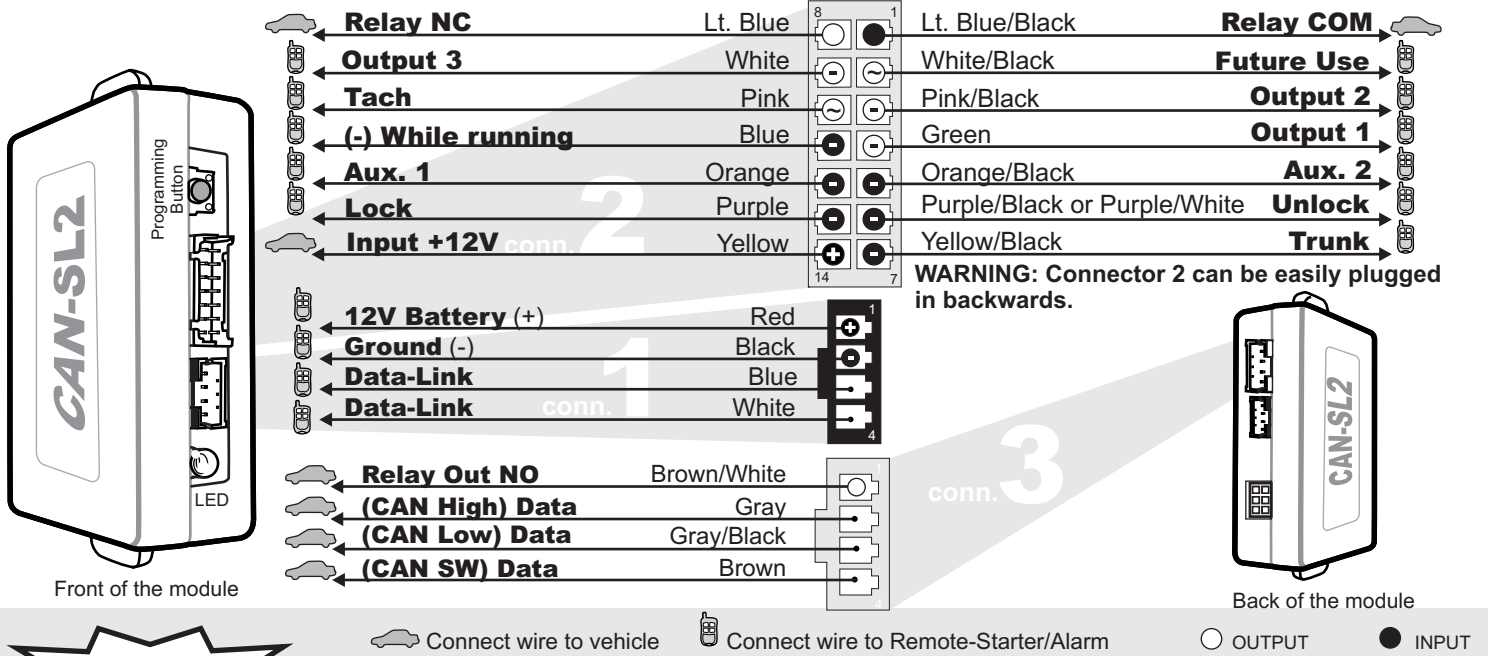 Relay NC Lt. Blue 8 1 Lt. Blue/Black Relay COM
Output 3 White White/Black Future Use
Tach Pink Pink/Black Output 2
(-) While running Blue Green Output 1
Aux. 1 Orange Orange/Black Aux. 2
Lock Purple Purple/Black or Purple/White Unlock
Input +12V Yellow Yellow/Black Trunk
conn. 2
14 7
WARNING: Connector 2 can be easily plugged
in backwards.
Programming
Button
CAN-SL2
LED
Front of the module
12V Battery (+) Red 1
Ground (-) Black
Data-Link Blue
Data-Link White 4
conn. 1
Relay Out NO Brown/White 1
(CAN High) Data Gray
(CAN Low) Data Gray/Black
(CAN SW) Data Brown 4
conn. 3
CAN-SL2
Back of the module
Connect wire to vehicle Connect wire to Remote-Starter/Alarm OUTPUT INPUT